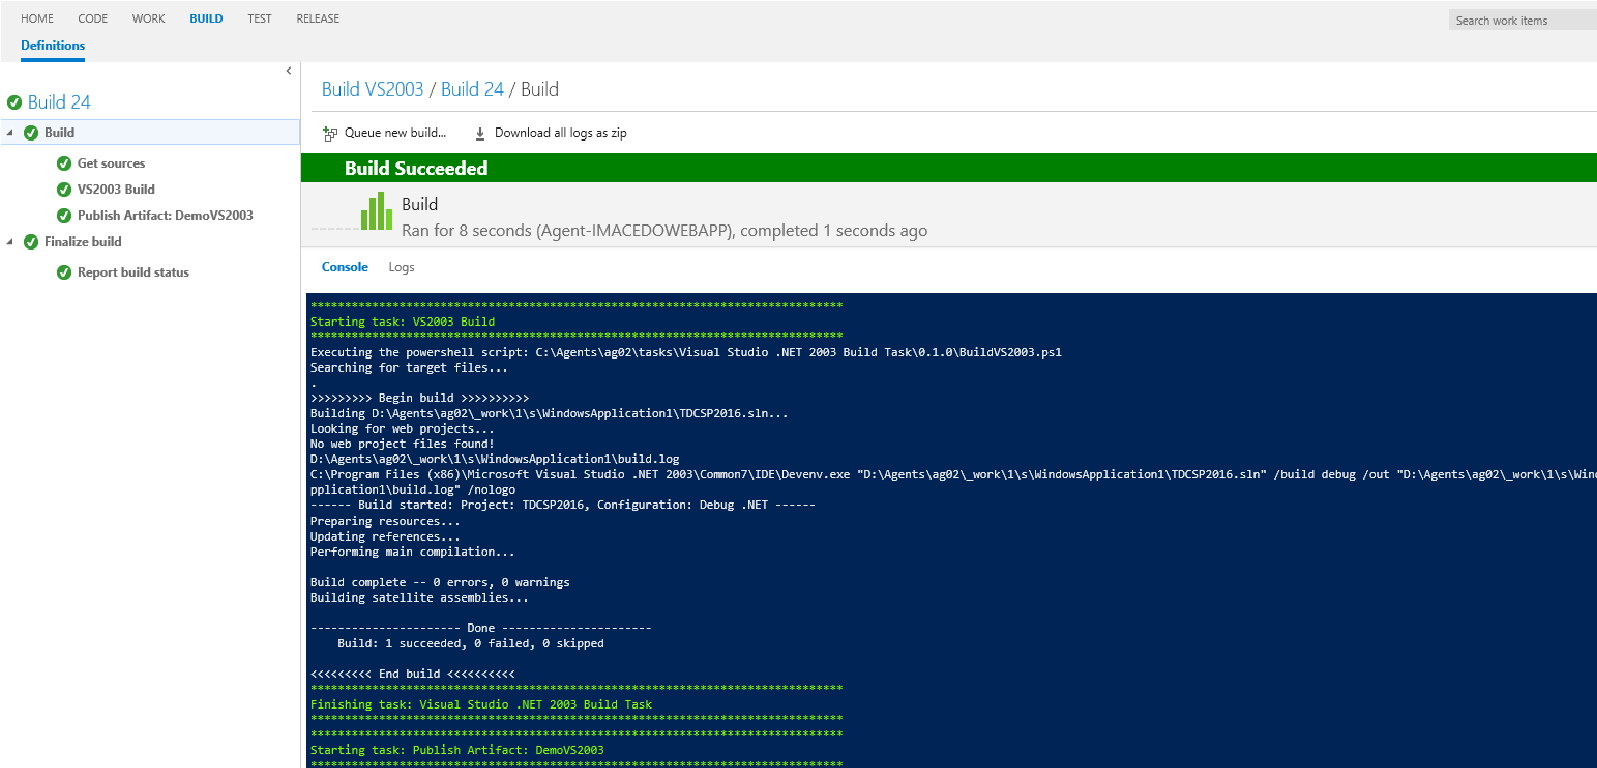 HOME CODE WORK BUILD TEST RELEASE
Search work items
Definitions
Build 24
Build
Get sources
VS2003 Build
Publish Artifact: DemoVS2003
Finalize build
Report build status
Build VS2003 / Build 24 / Build
Queue new build... Download all logs as zip
Build Succeeded
Build
Ran for 8 seconds (Agent-IMACEDOWEBAPP), completed 1 seconds ago
Console Logs
******************************************************************************
Starting task: VS2003 Build
******************************************************************************
Executing the powershell script: C:\Agents\ag02\tasks\Visual Studio .NET 2003 Build Task\0.1.0\BuildVS2003.ps1
Searching for target files...
.
>>>>>>>>> Begin build >>>>>>>>>>
Building D:\Agents\ag02\_work\1\s\WindowsApplication1\TDCSP2016.sln...
Looking for web projects...
No web project files found!
D:\Agents\ag02\_work\1\s\WindowsApplication1\build.log
C:\Program Files (x86)\Microsoft Visual Studio .NET 2003\Common7\IDE\Devenv.exe "D:\Agents\ag02\_work\1\s\WindowsApplication1\TDCSP2016.sln" /build debug /out "D:\Agents\ag02\_work\1\s\Win
pplication1\build.log" /nologo
------ Build started: Project: TDCSP2016, Configuration: Debug .NET ------
Preparing resources...
Updating references...
Performing main compilation...
Build complete -- 0 errors, 0 warnings
Building satellite assemblies...
---------------------- Done ----------------------
Build: 1 succeeded, 0 failed, 0 skipped
<<<<<<<<< End build <<<<<<<<<<
******************************************************************************
Finishing task: Visual Studio .NET 2003 Build Task
******************************************************************************
******************************************************************************
Starting task: Publish Artifact: DemoVS2003
******************************************************************************